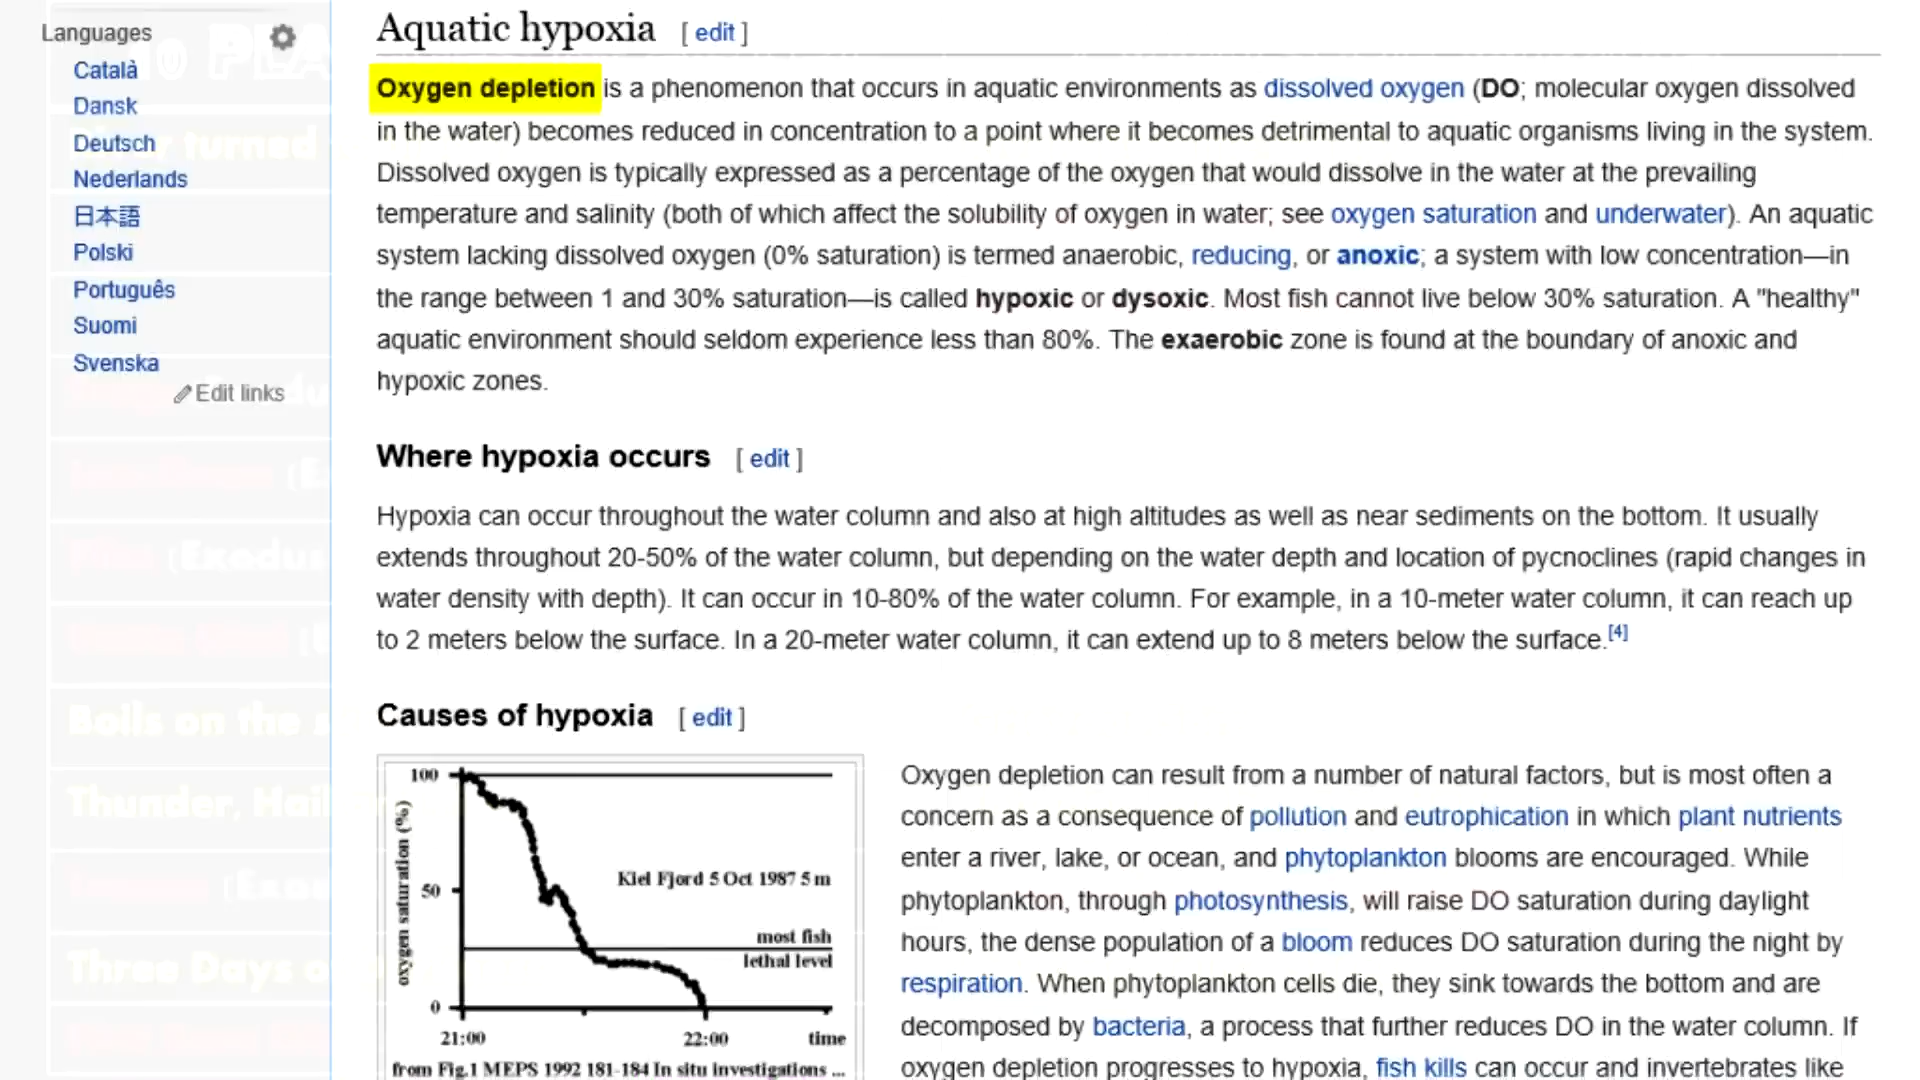 Languages
Català
Dansk
Deutsch
Nederlands
日本語
Polski
Português
Suomi
Svenska
Edit links
PLA
River turned
Exodus
Boils on the s
Thunder, Hail
Three Days o
Aquatic hypoxia [ edit ]
Oxygen depletion is a phenomenon that occurs in aquatic environments as dissolved oxygen (DO; molecular oxygen dissolved
in the water) becomes reduced in concentration to a point where it becomes detrimental to aquatic organisms living in the system.
Dissolved oxygen is typically expressed as a percentage of the oxygen that would dissolve in the water at the prevailing
temperature and salinity (both of which affect the solubility of oxygen in water; see oxygen saturation and underwater). An aquatic
system lacking dissolved oxygen (0% saturation) is termed anaerobic, reducing, or anoxic; a system with low concentration—in
the range between 1 and 30% saturation—is called hypoxic or dysoxic. Most fish cannot live below 30% saturation. A "healthy"
aquatic environment should seldom experience less than 80%. The exaerobic zone is found at the boundary of anoxic and
hypoxic zones.
Where hypoxia occurs [ edit ]
Hypoxia can occur throughout the water column and also at high altitudes as well as near sediments on the bottom. It usually
extends throughout 20-50% of the water column, but depending on the water depth and location of pycnoclines (rapid changes in
water density with depth). It can occur in 10-80% of the water column. For example, in a 10-meter water column, it can reach up
to 2 meters below the surface. In a 20-meter water column, it can extend up to 8 meters below the surface.[4]
Causes of hypoxia [ edit ]
100
50
0
oxygen saturation (%)
Kiel Fjord 5 Oct 1987 5 m
most fish
lethal level
21:00 22:00 time
from Fig.1 MEPS 1992 181-184 In situ Investigations ...
Oxygen depletion can result from a number of natural factors, but is most often a
concern as a consequence of pollution and eutrophication in which plant nutrients
enter a river, lake, or ocean, and phytoplankton blooms are encouraged. While
phytoplankton, through photosynthesis, will raise DO saturation during daylight
hours, the dense population of a bloom reduces DO saturation during the night by
respiration. When phytoplankton cells die, they sink towards the bottom and are
decomposed by bacteria, a process that further reduces DO in the water column. If
oxygen depletion progresses to hypoxia, fish kills can occur and invertebrates like